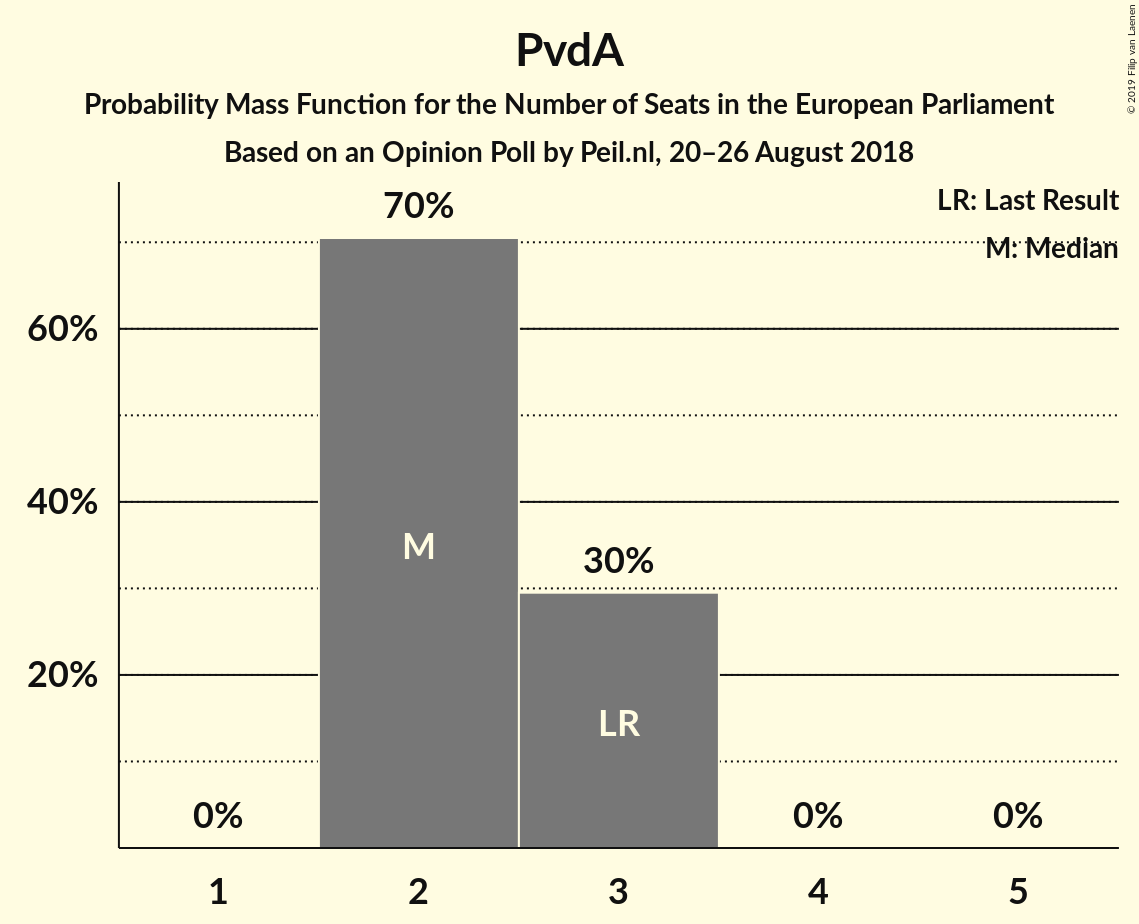 PvdA
Probability Mass Function for the Number of Seats in the European Parliament
Based on an Opinion Poll by Peil.nl, 20–26 August 2018
© 2019 Filip van Laenen
LR: Last Result
M: Median
70%
60%
40%
20%
M
30%
LR
0%
0%
0%
1
2
3
4
5